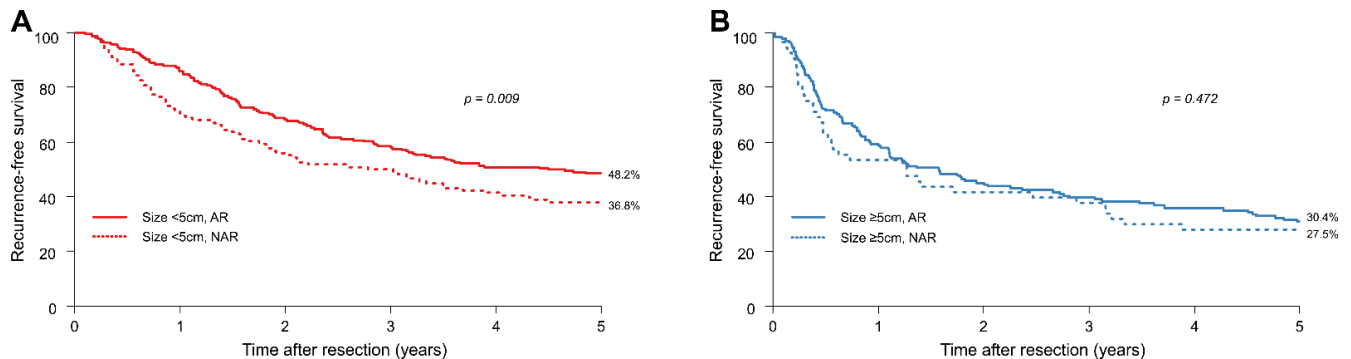 A
Recurrence-free survival
100
80
60
40
20
0
p = 0.009
48.2%
36.8%
Size <5cm, AR
Size <5cm, NAR
0 1 2 3 4 5
Time after resection (years)
B
Recurrence-free survival
100
80
60
40
20
0
p = 0.472
30.4%
27.5%
Size ≥5cm, AR
Size ≥5cm, NAR
0 1 2 3 4 5
Time after resection (years)